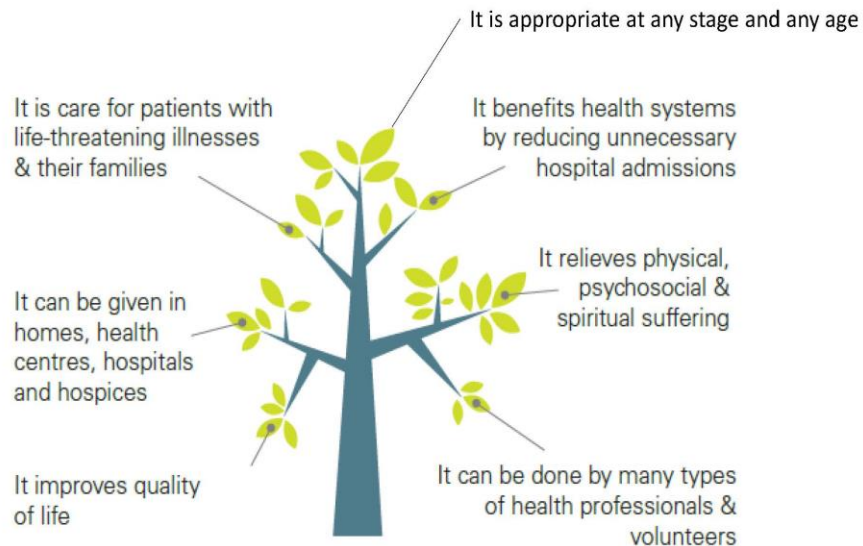 It is appropriate at any stage and any age
It is care for patients with
life-threatening illnesses
& their families
It benefits health systems
by reducing unnecessary
hospital admissions
It can be given in
homes, health
centres, hospitals
and hospices
It relieves physical,
psychosocial &
spiritual suffering
It improves quality
of life
It can be done by many types
of health professionals &
volunteers